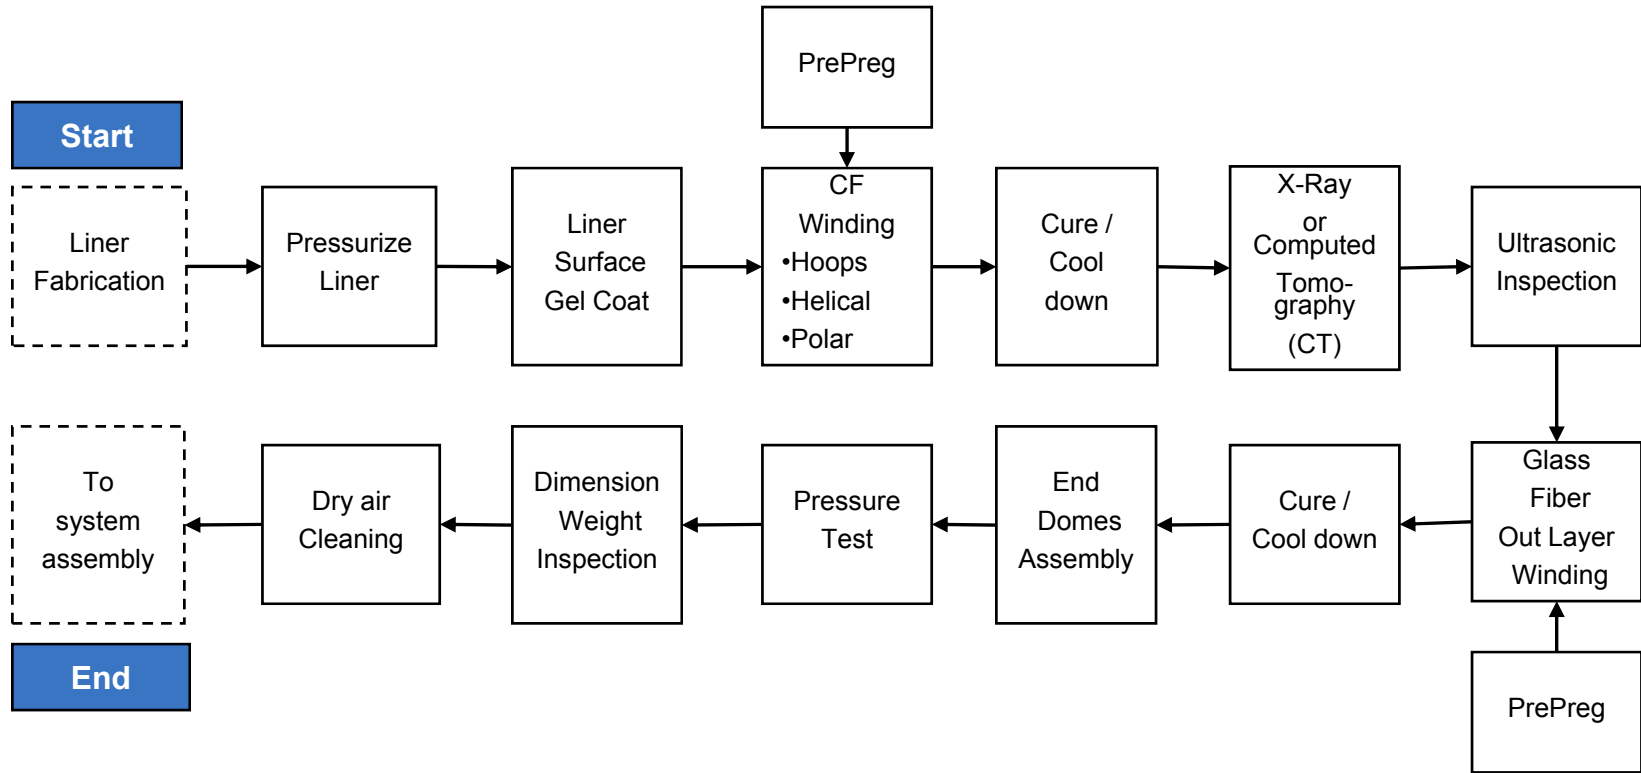 PrePreg
Start
Liner
Fabrication
Pressurize
Liner
Liner
Surface
Gel Coat
CF
Winding
•Hoops
•Helical
•Polar
Cure /
Cool
down
X-Ray
or
Computed
Tomo-
graphy
(CT)
Ultrasonic
Inspection
To
system
assembly
Dry air
Cleaning
Dimension
Weight
Inspection
Pressure
Test
End
Domes
Assembly
Cure /
Cool down
Glass
Fiber
Out Layer
Winding
End
PrePreg